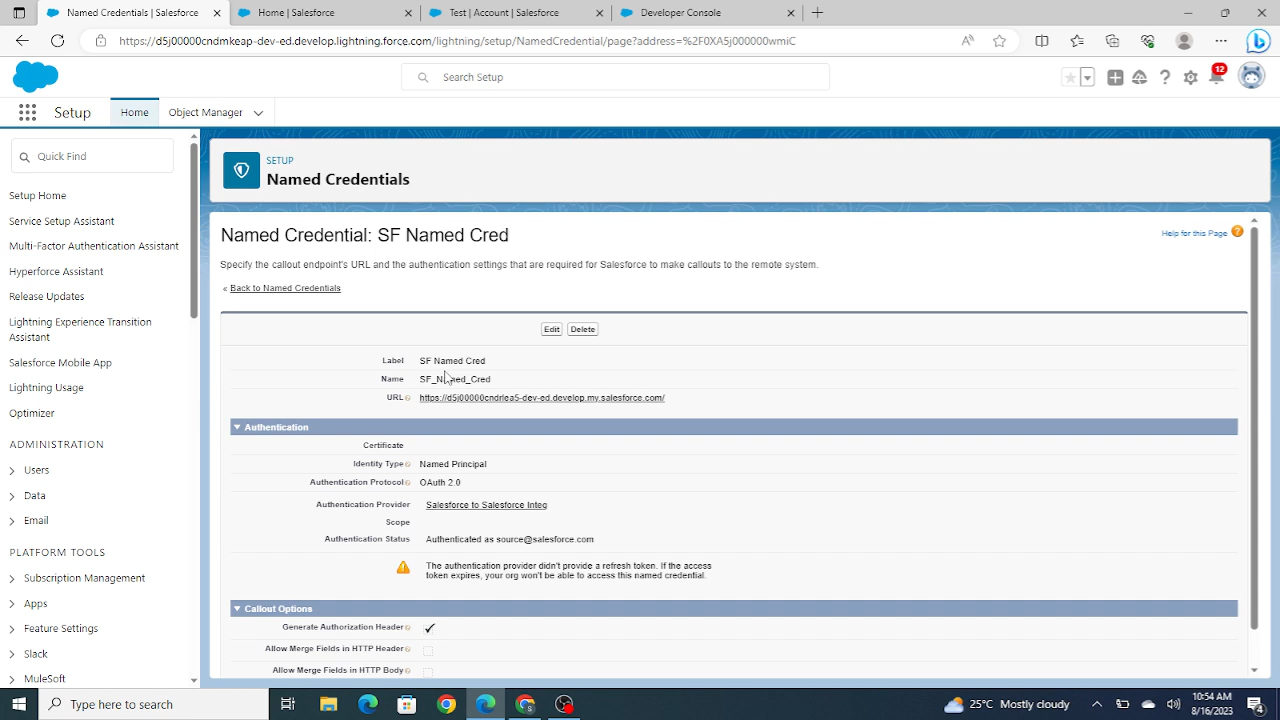 Named Credentials | Salesforce
Home | Salesforce
Test | Account | Salesforce
Developer Console
https://d5j00000cndmkeap-dev-ed.develop.lightning.force.com/lightning/setup/NamedCredential/page?address=%2F0XA5j000000wmiC
Search Setup
12
Setup
Home
Object Manager
Quick Find
Setup Home
Service Setup Assistant
Multi-Factor Authentication Assistant
Hyperforce Assistant
Release Updates
Lightning Experience Transition
Assistant
Salesforce Mobile App
Lightning Usage
Optimizer
ADMINISTRATION
Users
Data
Email
PLATFORM TOOLS
Subscription Management
Apps
Feature Settings
Slack
MuleSoft
SETUP
Named Credentials
Named Credential: SF Named Cred
Help for this Page
Specify the callout endpoint's URL and the authentication settings that are required for Salesforce to make callouts to the remote system.
« Back to Named Credentials
Edit Delete
Label SF Named Cred
Name SF_Named_Cred
URL https://d5j00000cndrlea5-dev-ed.develop.my.salesforce.com/
Authentication
Certificate
Identity Type Named Principal
Authentication Protocol OAuth 2.0
Authentication Provider Salesforce to Salesforce Integ
Scope
Authentication Status Authenticated as source@salesforce.com
The authentication provider didn't provide a refresh token. If the access
token expires, your org won't be able to access this named credential.
Callout Options
Generate Authorization Header
Allow Merge Fields in HTTP Header
Allow Merge Fields in HTTP Body
Type here to search
25°C Mostly cloudy
10:54 AM
8/16/2023
4